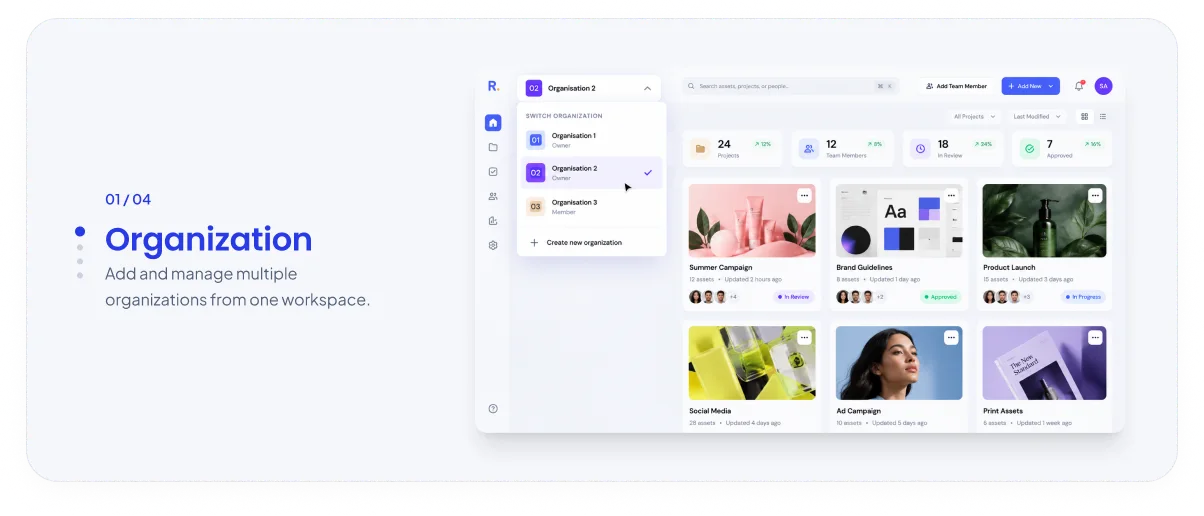 01 / 04
Organization
Add and manage multiple
organizations from one workspace.
R.
02 Organisation 2
SWITCH ORGANIZATION
01 Organisation 1
Owner
02 Organisation 2
Owner
03 Organisation 3
Member
Create new organization
Search assets, projects, or people..
⌘ K
Add Team Member
Add New
SA
All Projects
Last Modified
24
12%
Projects
12
8%
Team Members
18
24%
In Review
7
16%
Approved
Summer Campaign
12 assets • Updated 2 hours ago
+4
In Review
Aa
Brand Guidelines
8 assets • Updated 1 day ago
+2
Approved
Product Launch
15 assets • Updated 3 days ago
+3
In Progress
Social Media
28 assets • Updated 4 days ago
Ad Campaign
10 assets • Updated 5 days ago
The New
Standard
Print Assets
6 assets • Updated 1 week ago